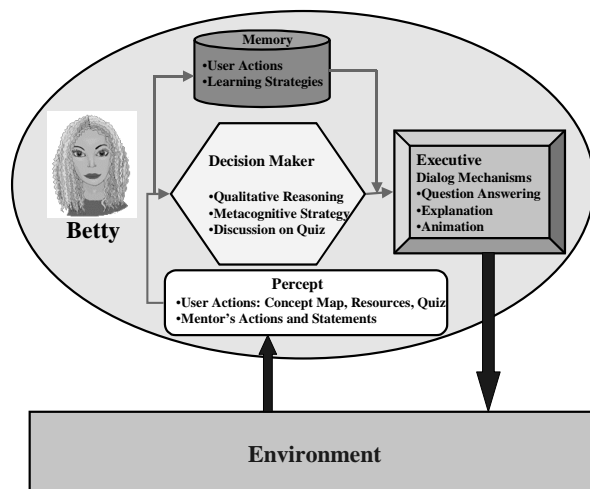 Memory
•User Actions
•Learning Strategies
Betty
Decision Maker
•Qualitative Reasoning
•Metacognitive Strategy
•Discussion on Quiz
Executive
Dialog Mechanisms
•Question Answering
•Explanation
•Animation
Percept
•User Actions: Concept Map, Resources, Quiz
•Mentor’s Actions and Statements
Environment